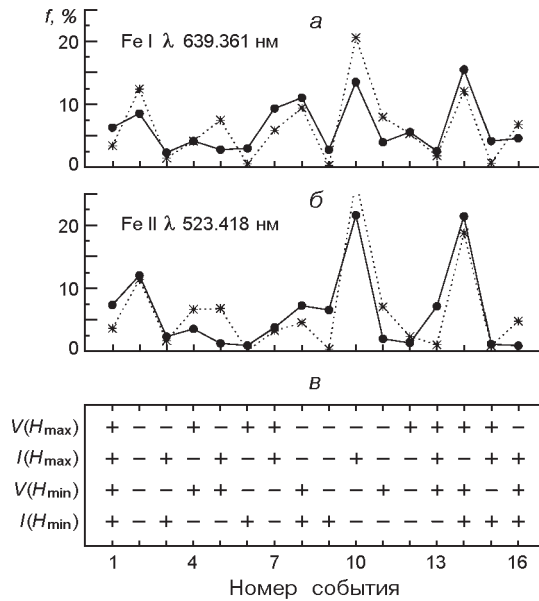 f, %
а
20
Fe I λ 639.361 нм
10
0
б
20
Fe II λ 523.418 нм
10
0
в
V(Hmax) + − − + − + + − − − − + + + + −
I(Hmax) + − + − + − + − − + − − + − + +
V(Hmin) + − − + + − − + − − + − + + − +
I(Hmin) + − + − − + − + + − − − − + + +
1 4 7 10 13 16
Номер события